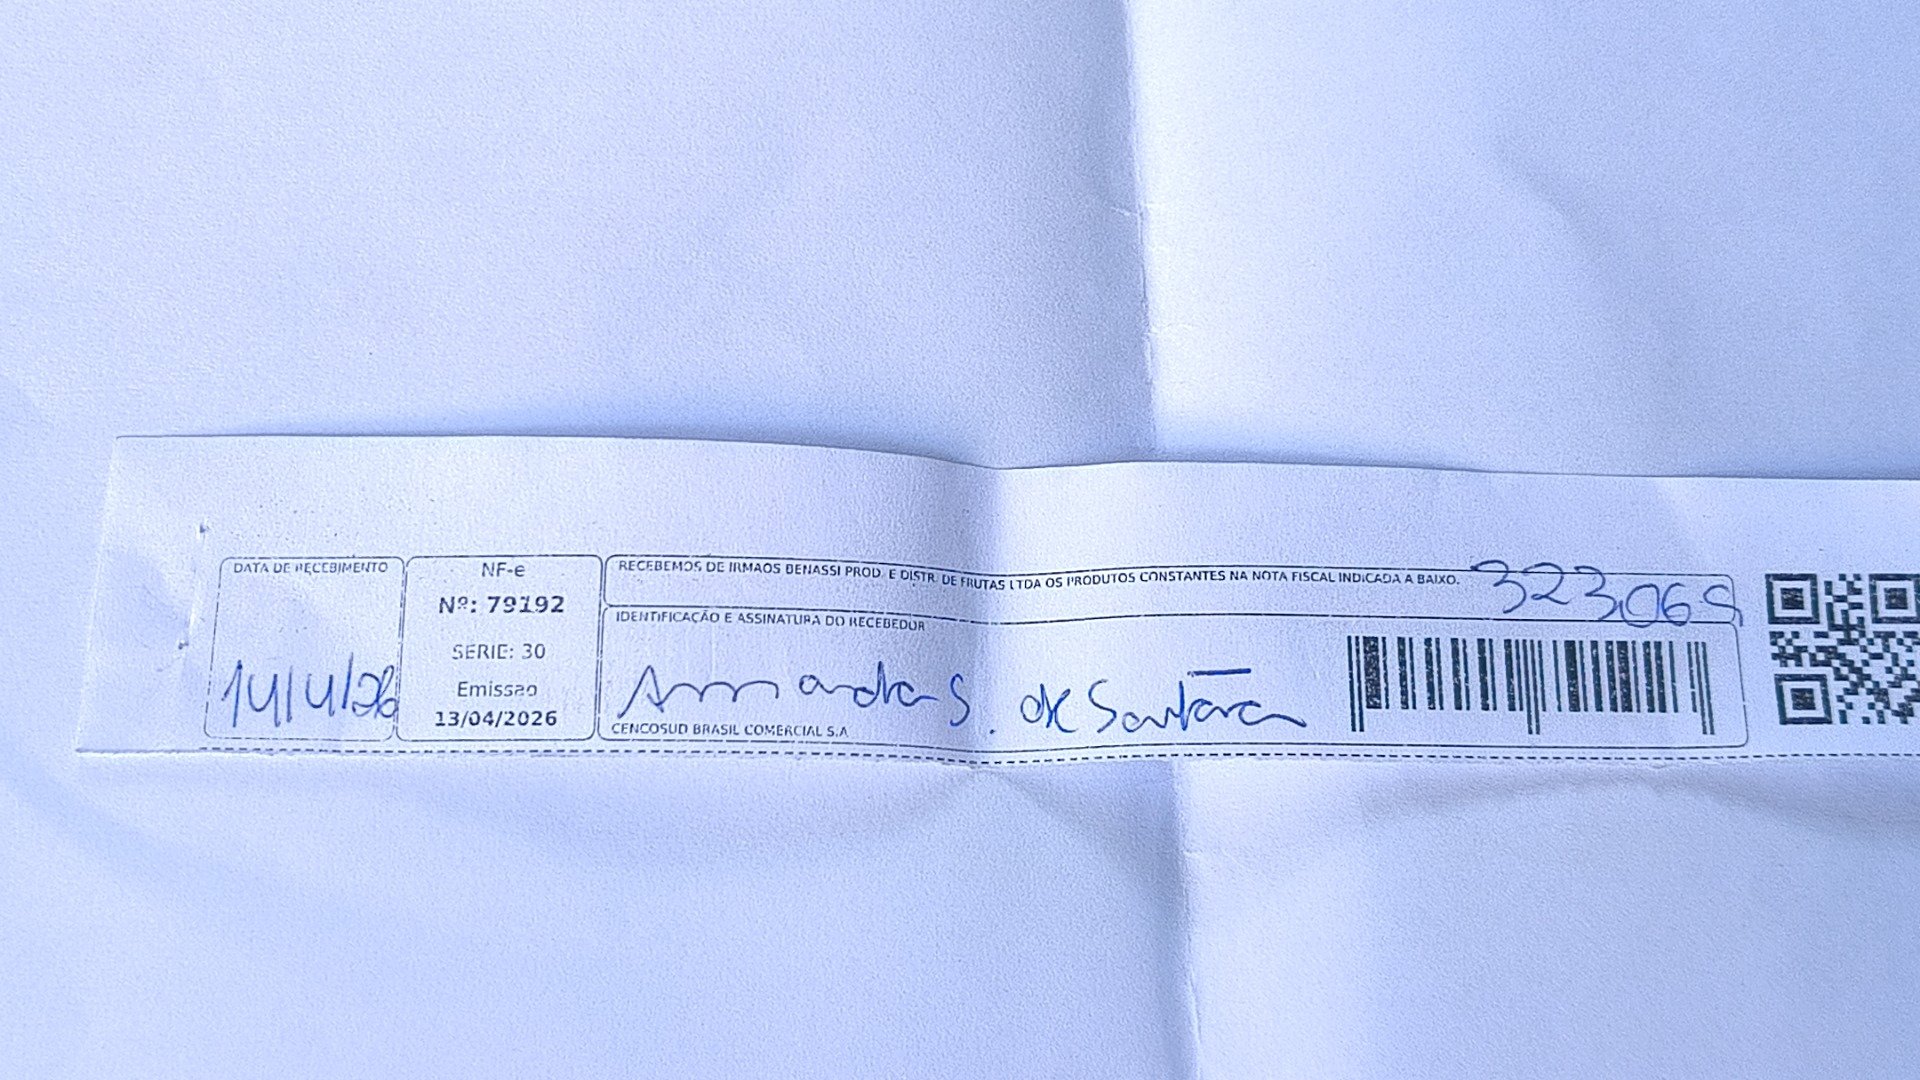 DATA DE RECEBIMENTO
14/4/26
NF-e
Nº: 79192
SERIE: 30
Emissao
13/04/2026
RECEBEMOS DE IRMAOS BENASSI PROD. E DISTR. DE FRUTAS LTDA OS PRODUTOS CONSTANTES NA NOTA FISCAL INDICADA A BAIXO.
323,069
IDENTIFICAÇÃO E ASSINATURA DO RECEBEDOR
Amanda S. de Santana
CENCOSUD BRASIL COMERCIAL S.A